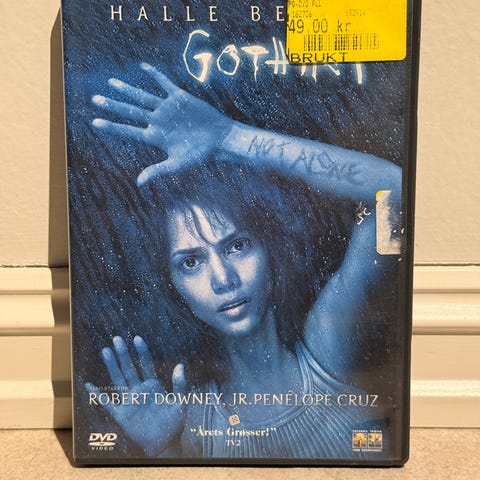 HALLE BE
GOTHIKA
49,00 kr
BRUKT
NOT ALONE
ALSO STARRING
ROBERT DOWNEY, JR. PENÉLOPE CRUZ
"Årets Grøsser!"
TV2
DVD
VIDEO